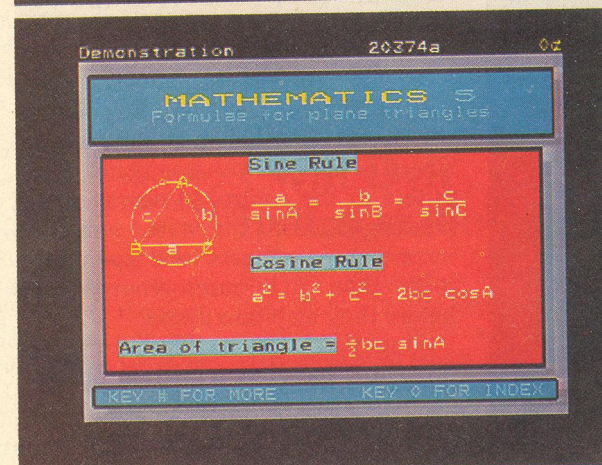 Demonstration 20374a 0¢
MATHEMATICS 5
Formulae for plane triangles
Sine Rule
A
c b
B a C
a/sinA = b/sinB = c/sinC
Cosine Rule
a² = b² + c² - 2bc cosA
Area of triangle = ½bc sinA
KEY # FOR MORE KEY 0 FOR INDEX